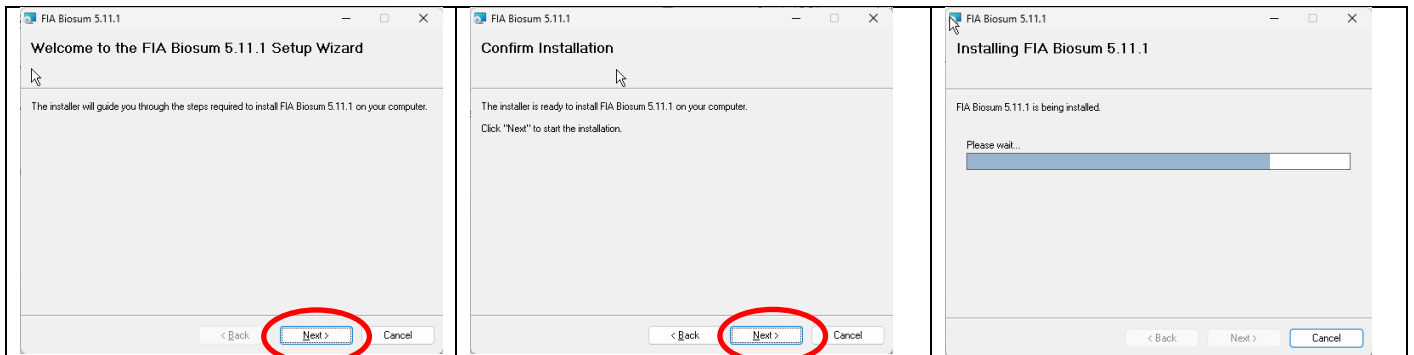 FIA Biosum 5.11.1
Welcome to the FIA Biosum 5.11.1 Setup Wizard
The installer will guide you through the steps required to install FIA Biosum 5.11.1 on your computer.
< Back
Next >
Cancel
FIA Biosum 5.11.1
Confirm Installation
The installer is ready to install FIA Biosum 5.11.1 on your computer.
Click "Next" to start the installation.
< Back
Next >
Cancel
FIA Biosum 5.11.1
Installing FIA Biosum 5.11.1
FIA Biosum 5.11.1 is being installed.
Please wait...
< Back
Next >
Cancel